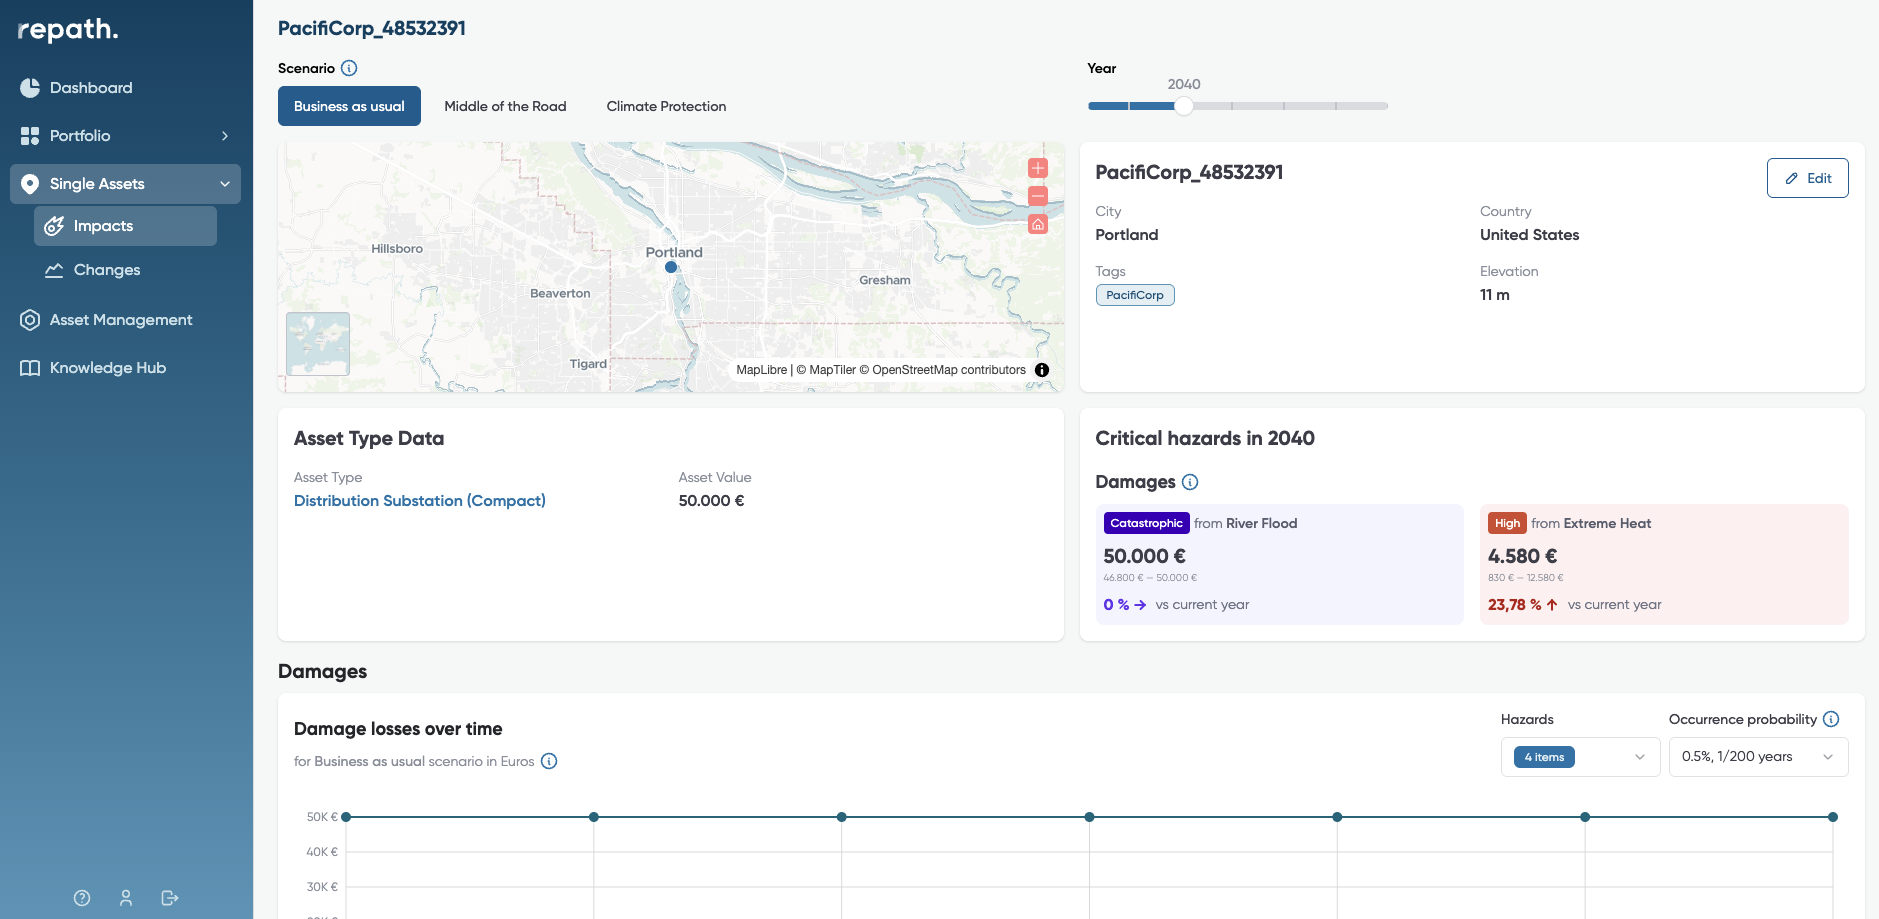 repath.
Dashboard
Portfolio
Single Assets
Impacts
Changes
Asset Management
Knowledge Hub
PacifiCorp_48532391
Scenario
Business as usual
Middle of the Road
Climate Protection
Year
2040
Hillsboro
Portland
Beaverton
Gresham
Tigard
MapLibre | © MapTiler © OpenStreetMap contributors
PacifiCorp_48532391
Edit
City
Portland
Country
United States
Tags
PacifiCorp
Elevation
11 m
Asset Type Data
Asset Type
Distribution Substation (Compact)
Asset Value
50.000 €
Critical hazards in 2040
Damages
Catastrophic from River Flood
50.000 €
46.800 € – 50.000 €
0 % → vs current year
High from Extreme Heat
4.580 €
830 € – 12.580 €
23,78 % ↑ vs current year
Damages
Damage losses over time
for Business as usual scenario in Euros
Hazards
4 items
Occurrence probability
0.5%, 1/200 years
50K €
40K €
30K €